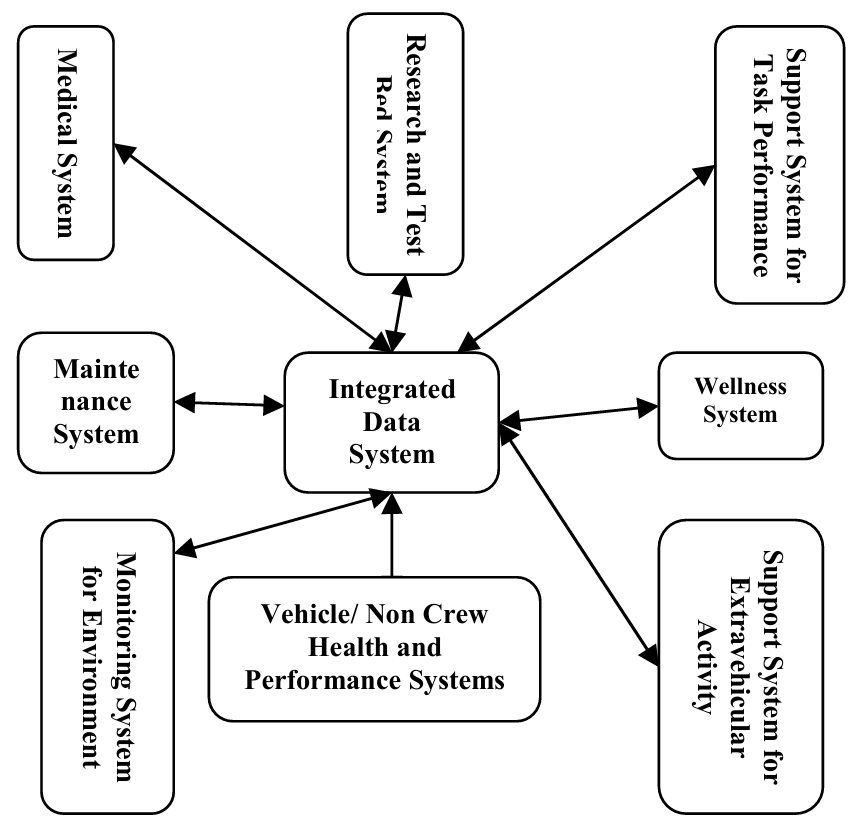 Medical System
Research and Test
Bed System
Support System for
Task Performance
Mainte
nance
System
Integrated
Data
System
Wellness
System
Monitoring System
for Environment
Vehicle/ Non Crew
Health and
Performance Systems
Support System for
Extravehicular
Activity